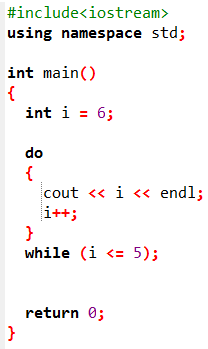 #include<iostream>
using namespace std;
int main()
{
int i = 6;
do
{
cout << i << endl;
i++;
}
while (i <= 5);
return 0;
}